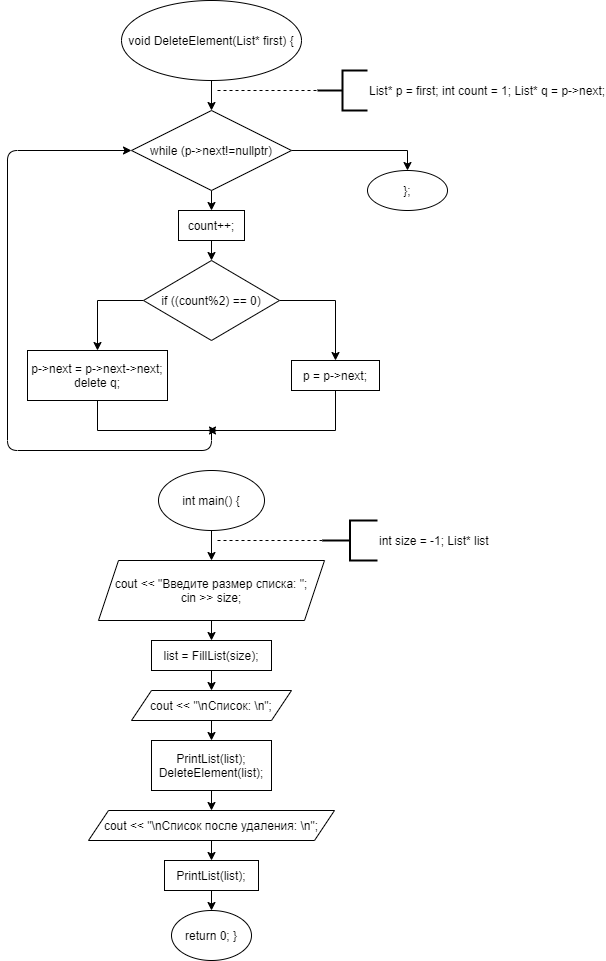 void DeleteElement(List* first) {
List* p = first; int count = 1; List* q = p->next;
while (p->next!=nullptr)
};
count++;
if ((count%2) == 0)
p->next = p->next->next;
delete q;
p = p->next;
int main() {
int size = -1; List* list
cout << "Введите размер списка: ";
cin >> size;
list = FillList(size);
cout << "\nСписок: \n";
PrintList(list);
DeleteElement(list);
cout << "\nСписок после удаления: \n";
PrintList(list);
return 0; }